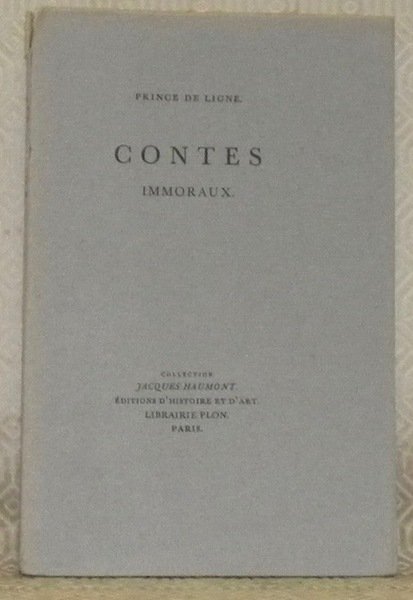 PRINCE DE LIGNE.
CONTES
IMMORAUX.
COLLECTION
JACQUES HAUMONT.
ÉDITIONS D'HISTOIRE ET D'ART.
LIBRAIRIE PLON.
PARIS.